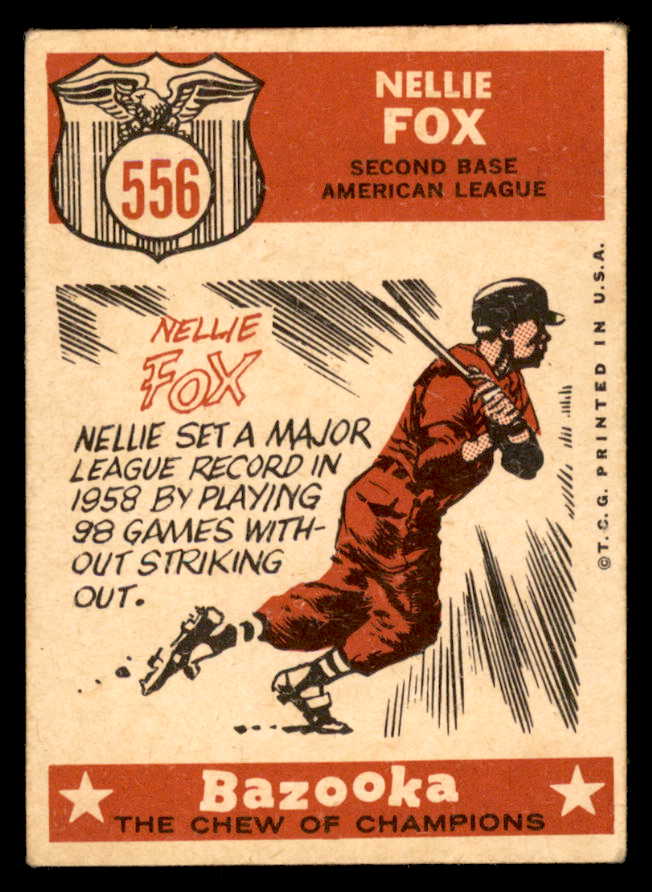 556
NELLIE
FOX
SECOND BASE
AMERICAN LEAGUE
NELLIE
FOX
NELLIE SET A MAJOR
LEAGUE RECORD IN
1958 BY PLAYING
98 GAMES WITH-
OUT STRIKING
OUT.
©T.C.G. PRINTED IN U.S.A.
Bazooka
THE CHEW OF CHAMPIONS